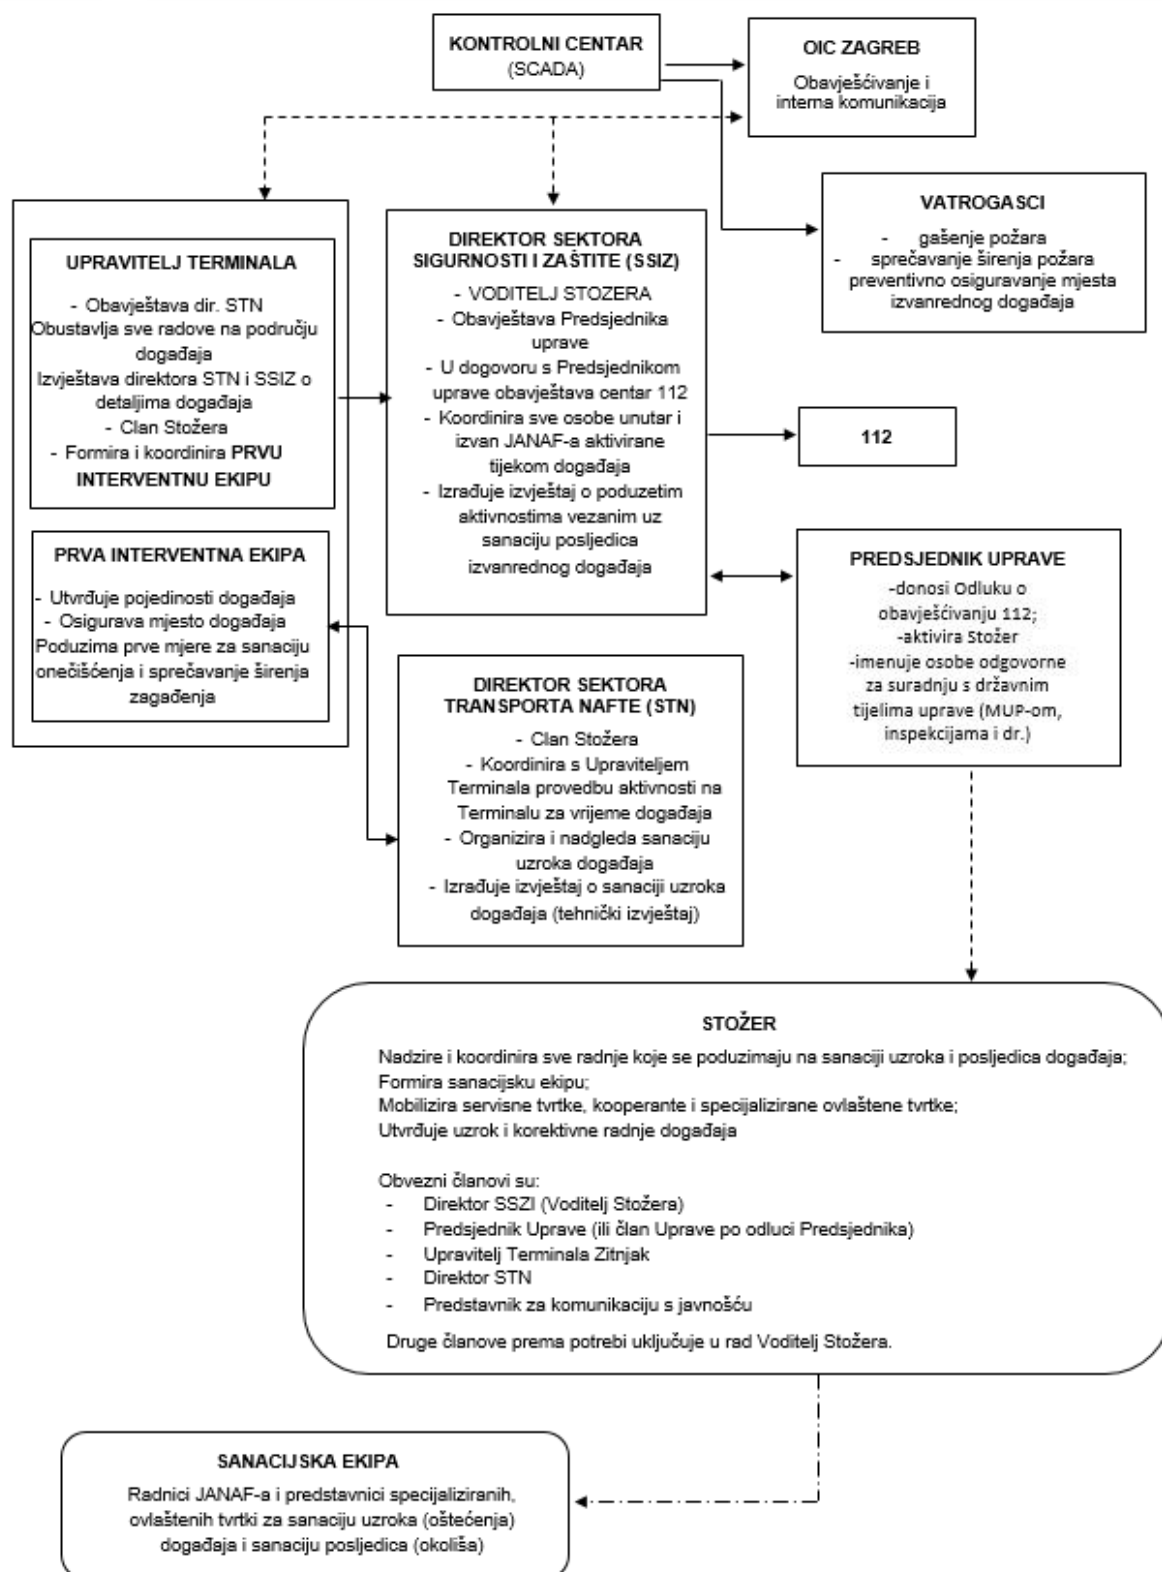 KONTROLNI CENTAR
(SCADA)
OIC ZAGREB
Obavješćivanje i
interna komunikacija
VATROGASCI
- gašenje požara
- sprečavanje širenja požara
preventivno osiguravanje mjesta
izvanrednog događaja
UPRAVITELJ TERMINALA
- Obavještava dir. STN
Obustavlja sve radove na području
događaja
Izvještava direktora STN i SSIZ o
detaljima događaja
- Clan Stožera
- Formira i koordinira PRVU
INTERVENTNU EKIPU
PRVA INTERVENTNA EKIPA
- Utvrđuje pojedinosti događaja
- Osigurava mjesto događaja
Poduzima prve mjere za sanaciju
onečišćenja i sprečavanje širenja
zagađenja
DIREKTOR SEKTORA
SIGURNOSTI I ZAŠTITE (SSIZ)
- VODITELJ STOZERA
- Obavještava Predsjednika
uprave
- U dogovoru s Predsjednikom
uprave obavještava centar 112
- Koordinira sve osobe unutar i
izvan JANAF-a aktivirane
tijekom događaja
- Izrađuje izvještaj o poduzetim
aktivnostima vezanim uz
sanaciju posljedica
izvanrednog događaja
112
PREDSJEDNIK UPRAVE
-donosi Odluku o
obavješćivanju 112;
-aktivira Stožer
-imenuje osobe odgovorne
za suradnju s državnim
tijelima uprave (MUP-om,
inspekcijama i dr.)
DIREKTOR SEKTORA
TRANSPORTA NAFTE (STN)
- Clan Stožera
- Koordinira s Upraviteljem
Terminala provedbu aktivnosti na
Terminalu za vrijeme događaja
- Organizira i nadgleda sanaciju
uzroka događaja
- Izrađuje izvještaj o sanaciji uzroka
događaja (tehnički izvještaj)
STOŽER
Nadzire i koordinira sve radnje koje se poduzimaju na sanaciji uzroka i posljedica događaja;
Formira sanacijsku ekipu;
Mobilizira servisne tvrtke, kooperante i specijalizirane ovlaštene tvrtke;
Utvrđuje uzrok i korektivne radnje događaja
Obvezni članovi su:
- Direktor SSZI (Voditelj Stožera)
- Predsjednik Uprave (ili član Uprave po odluci Predsjednika)
- Upravitelj Terminala Zitnjak
- Direktor STN
- Predstavnik za komunikaciju s javnošću
Druge članove prema potrebi uključuje u rad Voditelj Stožera.
SANACIJSKA EKIPA
Radnici JANAF-a i predstavnici specijaliziranih,
ovlaštenih tvrtki za sanaciju uzroka (oštećenja)
događaja i sanaciju posljedica (okoliša)